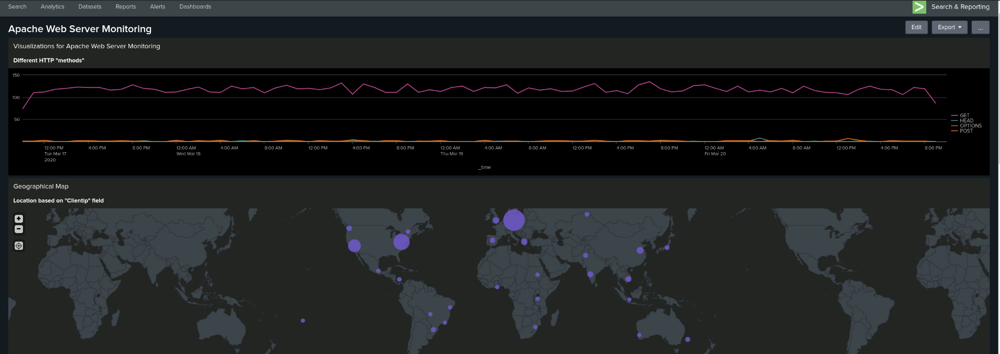 Search Analytics Datasets Reports Alerts Dashboards > Search & Reporting
Apache Web Server Monitoring
Edit Export ...
Visualizations for Apache Web Server Monitoring
Different HTTP "methods"
150
100
50
GET
HEAD
OPTIONS
POST
12:00 PM 4:00 PM 8:00 PM 12:00 AM 4:00 AM 8:00 AM 12:00 PM 4:00 PM 8:00 PM 12:00 AM 4:00 AM 8:00 AM 12:00 PM 4:00 PM 8:00 PM 12:00 AM 4:00 AM 8:00 AM 12:00 PM 4:00 PM 8:00 PM
Tue Mar 17 Wed Mar 18 Thu Mar 19 Fri Mar 20
2020
_time
Geographical Map
Location based on "Clientip" field
+
−